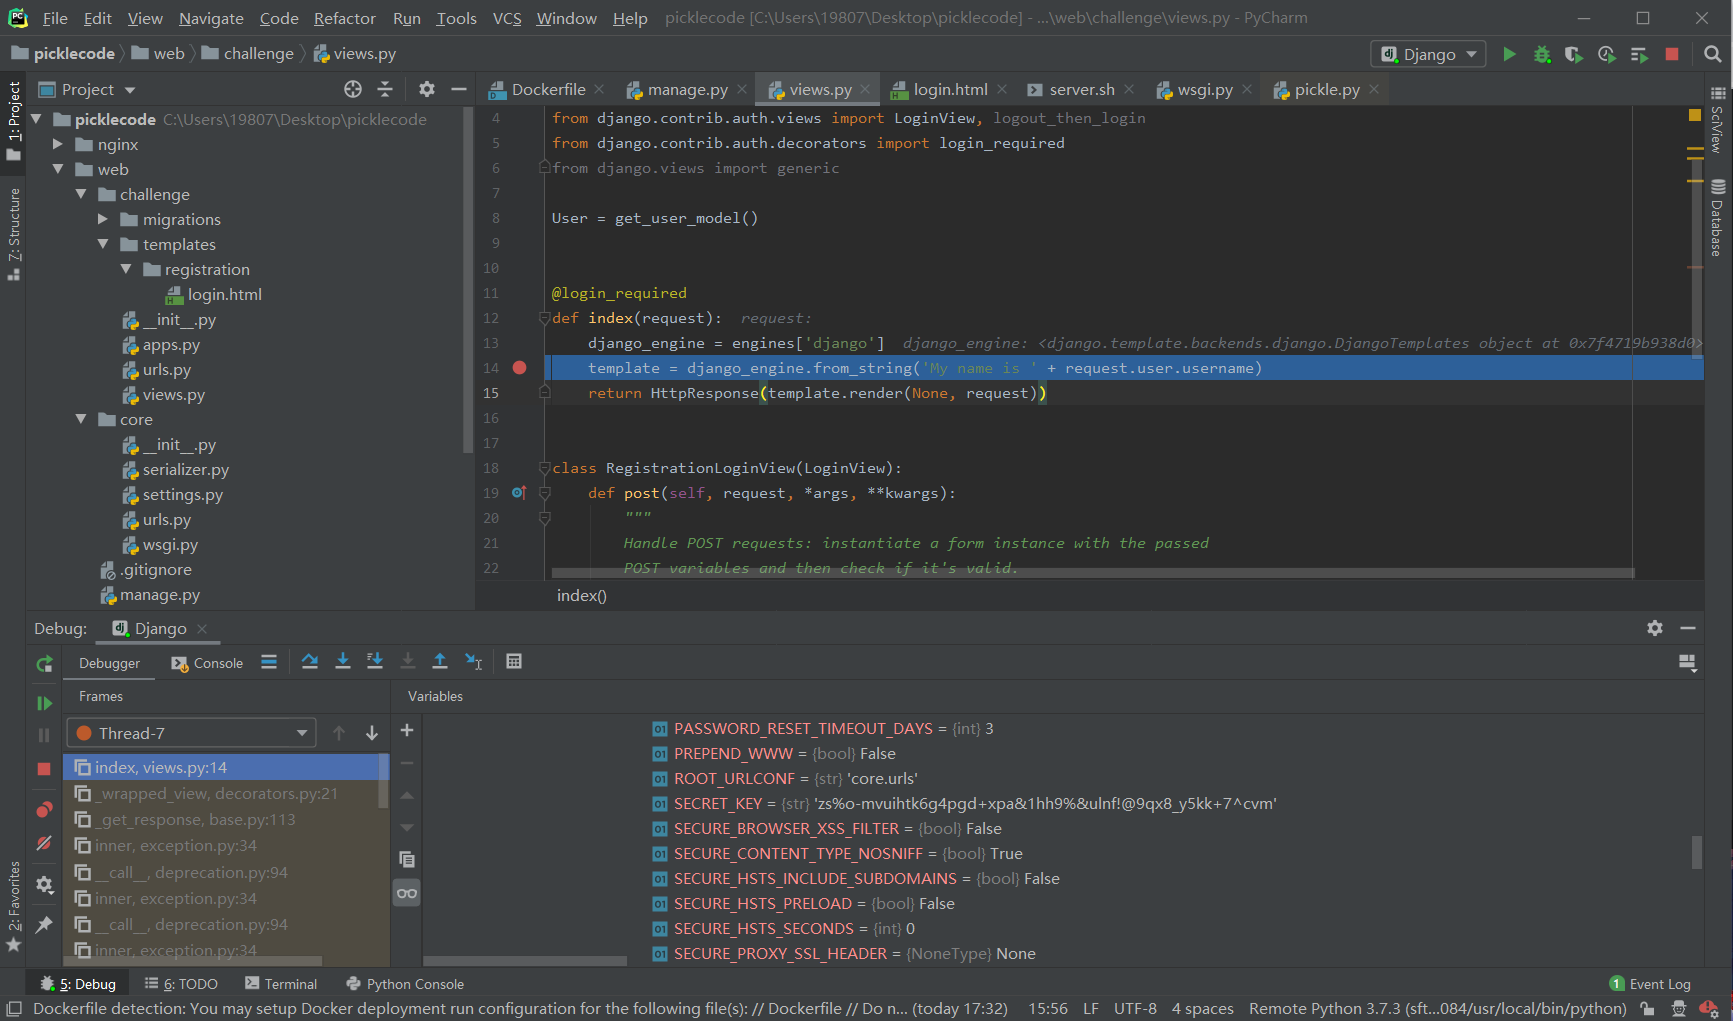 File Edit View Navigate Code Refactor Run Tools VCS Window Help picklecode [C:\Users\19807\Desktop\picklecode] - ...\web\challenge\views.py - PyCharm
picklecode web challenge views.py Django
Project
Dockerfile manage.py views.py login.html server.sh wsgi.py pickle.py
1: Project
7: Structure
2: Favorites
SciView
Database
picklecode C:\Users\19807\Desktop\picklecode
nginx
web
challenge
migrations
templates
registration
login.html
__init__.py
apps.py
urls.py
views.py
core
__init__.py
serializer.py
settings.py
urls.py
wsgi.py
.gitignore
manage.py
4 from django.contrib.auth.views import LoginView, logout_then_login
5 from django.contrib.auth.decorators import login_required
6 from django.views import generic
7
8 User = get_user_model()
9
10
11 @login_required
12 def index(request): request:
13 django_engine = engines['django'] django_engine: <django.template.backends.django.DjangoTemplates object at 0x7f4719b938d0>
14 template = django_engine.from_string('My name is ' + request.user.username)
15 return HttpResponse(template.render(None, request))
16
17
18 class RegistrationLoginView(LoginView):
19 def post(self, request, *args, **kwargs):
20 """
21 Handle POST requests: instantiate a form instance with the passed
22 POST variables and then check if it's valid.
index()
Debug: Django
Debugger Console
Frames
Variables
Thread-7
index, views.py:14
_wrapped_view, decorators.py:21
_get_response, base.py:113
inner, exception.py:34
__call__, deprecation.py:94
inner, exception.py:34
__call__, deprecation.py:94
inner, exception.py:34
PASSWORD_RESET_TIMEOUT_DAYS = {int} 3
PREPEND_WWW = {bool} False
ROOT_URLCONF = {str} 'core.urls'
SECRET_KEY = {str} 'zs%o-mvuihtk6g4pgd+xpa&1hh9%&ulnf!@9qx8_y5kk+7^cvm'
SECURE_BROWSER_XSS_FILTER = {bool} False
SECURE_CONTENT_TYPE_NOSNIFF = {bool} True
SECURE_HSTS_INCLUDE_SUBDOMAINS = {bool} False
SECURE_HSTS_PRELOAD = {bool} False
SECURE_HSTS_SECONDS = {int} 0
SECURE_PROXY_SSL_HEADER = {NoneType} None
5: Debug 6: TODO Terminal Python Console 1 Event Log
Dockerfile detection: You may setup Docker deployment run configuration for the following file(s): // Dockerfile // Do n... (today 17:32) 15:56 LF UTF-8 4 spaces Remote Python 3.7.3 (sft...084/usr/local/bin/python)